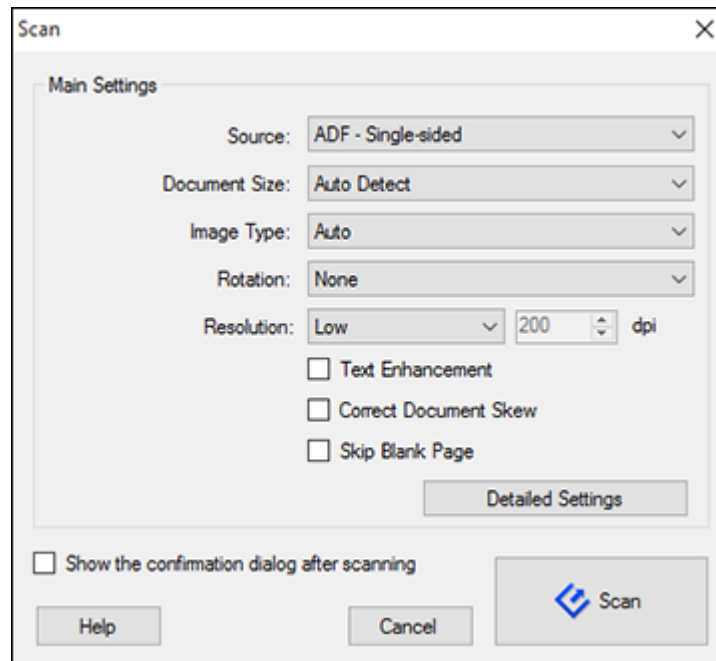 Scan
Main Settings
Source: ADF - Single-sided
Document Size: Auto Detect
Image Type: Auto
Rotation: None
Resolution: Low 200 dpi
Text Enhancement
Correct Document Skew
Skip Blank Page
Detailed Settings
Show the confirmation dialog after scanning
Scan
Help Cancel